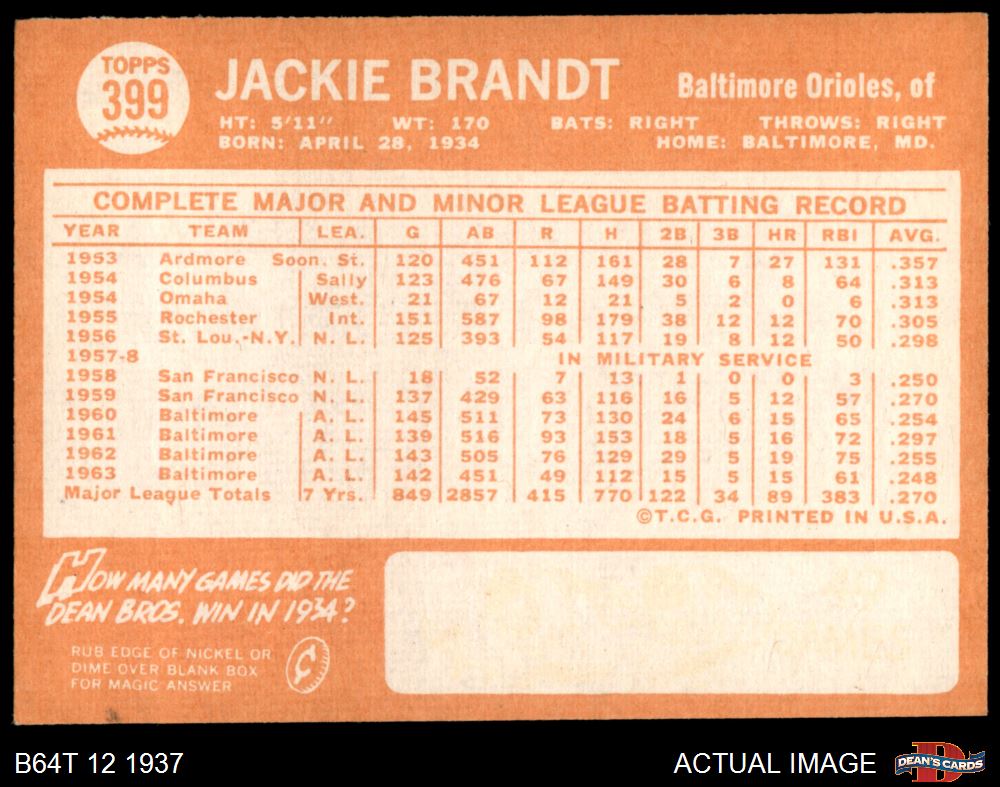 TOPPS
399
JACKIE BRANDT
Baltimore Orioles, of
HT: 5'11" WT: 170 BATS: RIGHT THROWS: RIGHT
BORN: APRIL 28, 1934 HOME: BALTIMORE, MD.
COMPLETE MAJOR AND MINOR LEAGUE BATTING RECORD
YEAR TEAM LEA. G AB R H 2B 3B HR RBI AVG.
1953 Ardmore Soon. St. 120 451 112 161 28 7 27 131 .357
1954 Columbus Sally 123 476 67 149 30 6 8 64 .313
1954 Omaha West. 21 67 12 21 5 2 0 6 .313
1955 Rochester Int. 151 587 98 179 38 12 12 70 .305
1956 St. Lou.-N.Y. N. L. 125 393 54 117 19 8 12 50 .298
1957-8 IN MILITARY SERVICE
1958 San Francisco N. L. 18 52 7 13 1 0 0 3 .250
1959 San Francisco N. L. 137 429 63 116 16 5 12 57 .270
1960 Baltimore A. L. 145 511 73 130 24 6 15 65 .254
1961 Baltimore A. L. 139 516 93 153 18 5 16 72 .297
1962 Baltimore A. L. 143 505 76 129 29 5 19 75 .255
1963 Baltimore A. L. 142 451 49 112 15 5 15 61 .248
Major League Totals 7 Yrs. 849 2857 415 770 122 34 89 383 .270
©T.C.G. PRINTED IN U.S.A.
HOW MANY GAMES DID THE
DEAN BROS. WIN IN 1934?
RUB EDGE OF NICKEL OR
DIME OVER BLANK BOX
FOR MAGIC ANSWER
B64T 12 1937 ACTUAL IMAGE DEAN'S CARDS